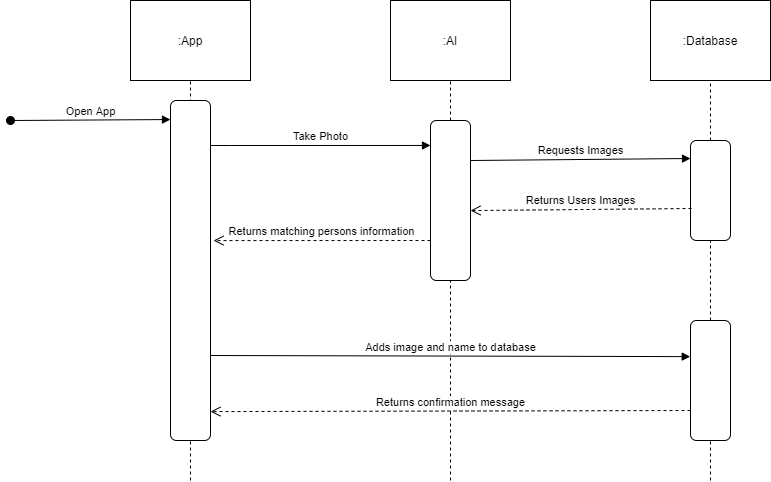 :App
:AI
:Database
Open App
Take Photo
Requests Images
Returns Users Images
Returns matching persons information
Adds image and name to database
Returns confirmation message